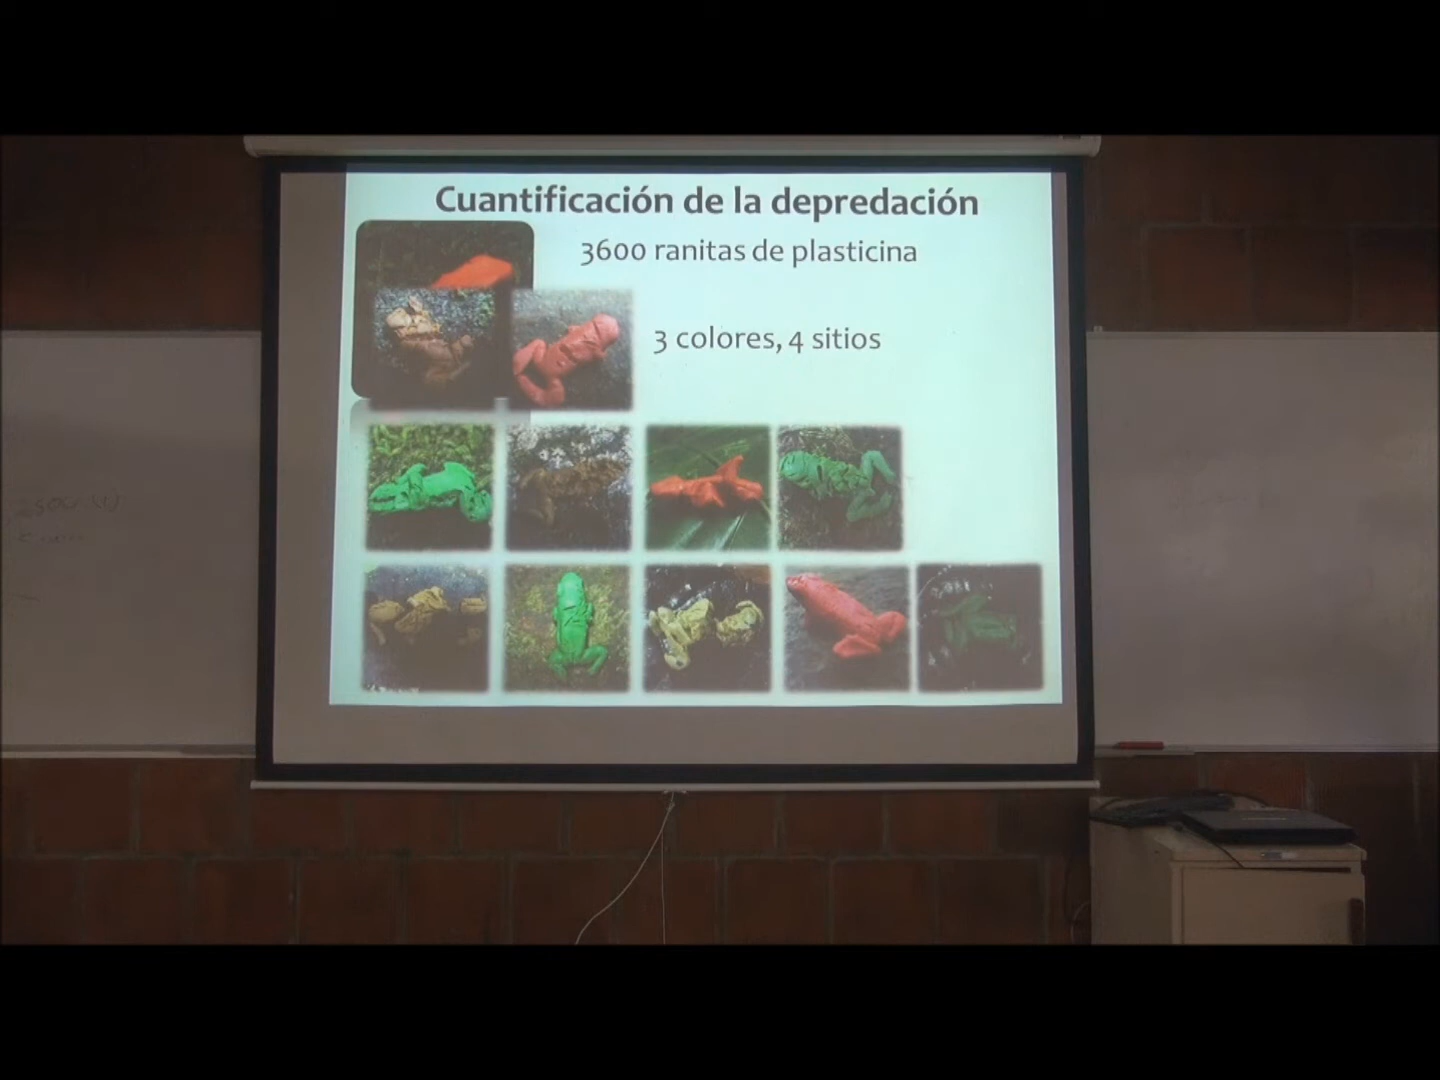 Cuantificación de la depredación
3600 ranitas de plasticina
3 colores, 4 sitios